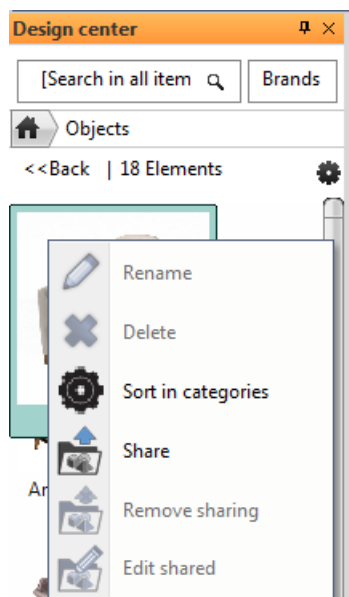 Design center
[Search in all item
Brands
Objects
<<Back | 18 Elements
Rename
Delete
Sort in categories
Share
Ar
Remove sharing
Edit shared